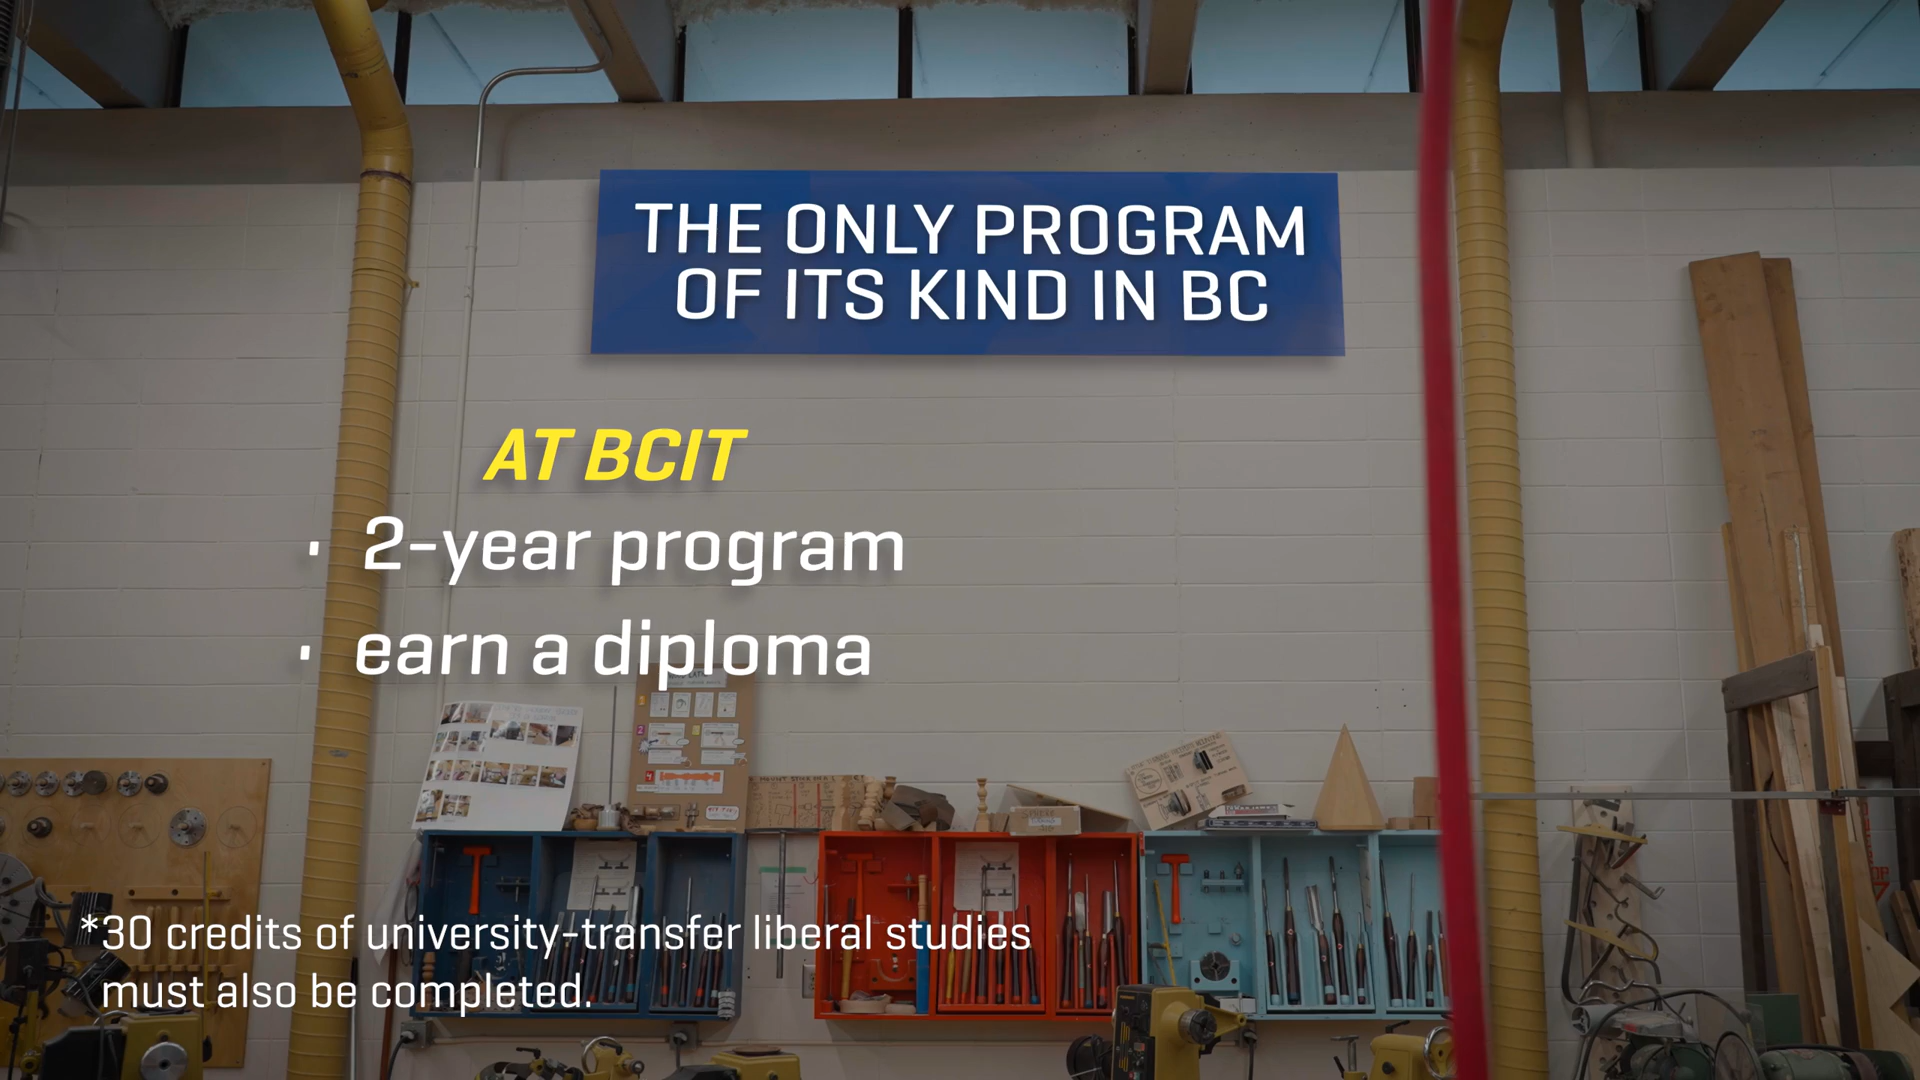 THE ONLY PROGRAM
OF ITS KIND IN BC
AT BCIT
· 2-year program
· earn a diploma
*30 credits of university-transfer liberal studies
must also be completed.